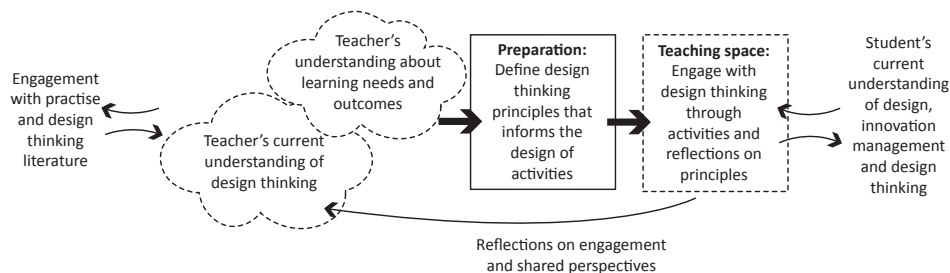 Engagement
with practise
and design
thinking
literature
Teacher's
understanding about
learning needs and
outcomes
Teacher's current
understanding of
design thinking
Preparation:
Define design
thinking
principles that
informs the
design of
activities
Teaching space:
Engage with
design thinking
through
activities and
reflections on
principles
Student's
current
understanding
of design,
innovation
management
and design
thinking
Reflections on engagement
and shared perspectives